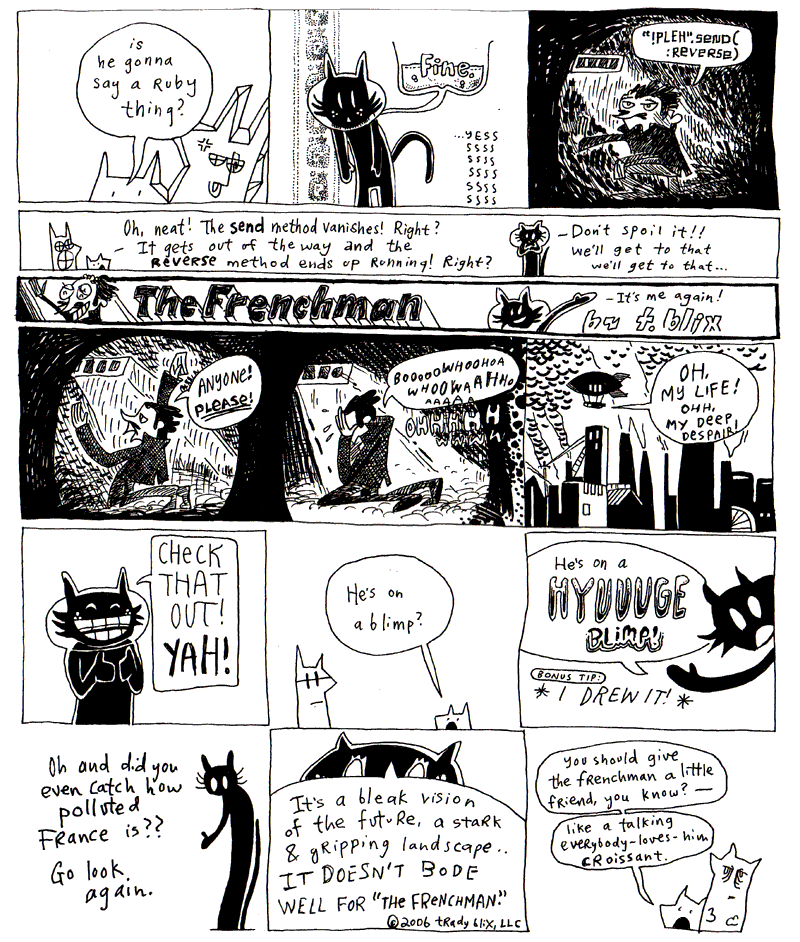 is
he gonna
say a Ruby
thing?
Fine.
...YESS
SSSS
SSSS
SSSS
SSSS
SSSS
"!PLEH".SEND(
:REVERSE)
Oh, neat! The send method vanishes! Right?
— It gets out of the way and the
reverse method ends up running! Right?
— Don't spoil it!!
we'll get to that
we'll get to that...
The Frenchman
— It's me again!
by t. blix
ANYONE!
PLEASE!
BOOOOOWHOOHOA
WHOOWAAHHo
AAAAA
OHHHHHH
WWWWW
OH,
MY LIFE!
OHH,
MY DEEP
DESPAIR!
CHECK
THAT
OUT!
YAH!
He's on
a blimp?
He's on a
HYUUUGE
BLIMP!
BONUS TIP:
* I DREW IT! *
Oh and did you
even catch how
polluted
France is??
Go look
again.
It's a bleak vision
of the future, a stark
& gripping landscape..
IT DOESN'T BODE
WELL FOR "THE FRENCHMAN."
©2006 tRady blix, LLC
You should give
the frenchman a little
friend, you know? —
like a talking
everybody-loves-him
croissant.